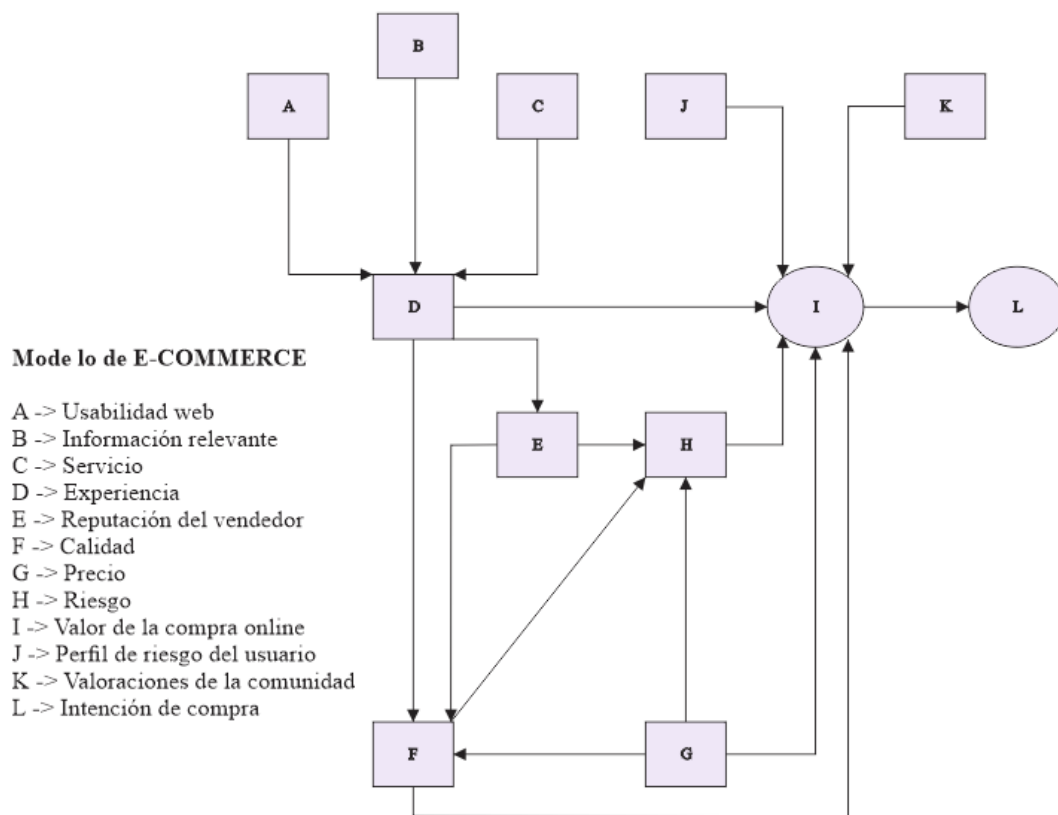 B
A
C
J
K
D
I
L
Mode lo de E-COMMERCE
A -> Usabilidad web
B -> Información relevante
C -> Servicio
D -> Experiencia
E -> Reputación del vendedor
F -> Calidad
G -> Precio
H -> Riesgo
I -> Valor de la compra online
J -> Perfil de riesgo del usuario
K -> Valoraciones de la comunidad
L -> Intención de compra
E
H
F
G